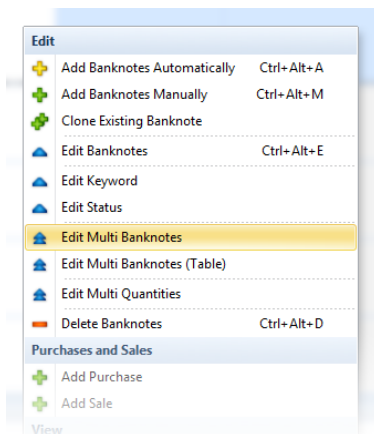 Edit
Add Banknotes Automatically Ctrl+Alt+A
Add Banknotes Manually Ctrl+Alt+M
Clone Existing Banknote
Edit Banknotes Ctrl+Alt+E
Edit Keyword
Edit Status
Edit Multi Banknotes
Edit Multi Banknotes (Table)
Edit Multi Quantities
Delete Banknotes Ctrl+Alt+D
Purchases and Sales
Add Purchase
Add Sale
View